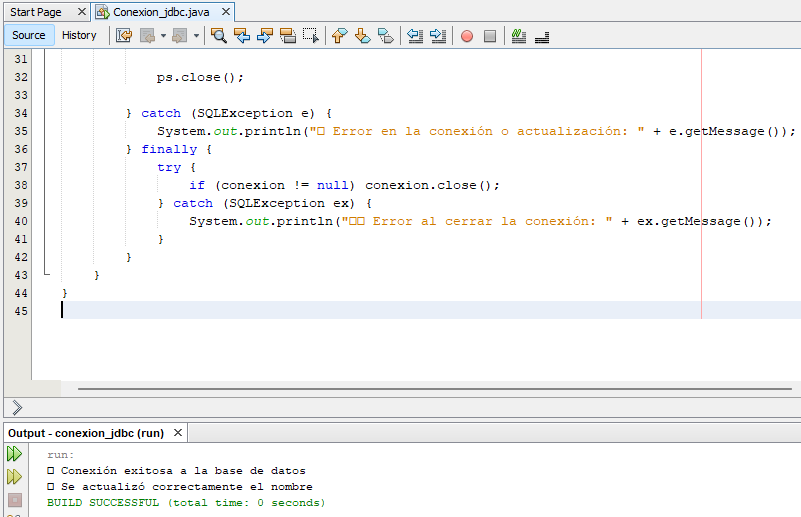 Start Page
Conexion_jdbc.java
Source History
31
32 ps.close();
33
34 } catch (SQLException e) {
35 System.out.println("□ Error en la conexión o actualización: " + e.getMessage());
36 } finally {
37 try {
38 if (conexion != null) conexion.close();
39 } catch (SQLException ex) {
40 System.out.println("□□ Error al cerrar la conexión: " + ex.getMessage());
41 }
42 }
43 }
44 }
45
Output - conexion_jdbc (run)
run:
□ Conexión exitosa a la base de datos
□ Se actualizó correctamente el nombre
BUILD SUCCESSFUL (total time: 0 seconds)